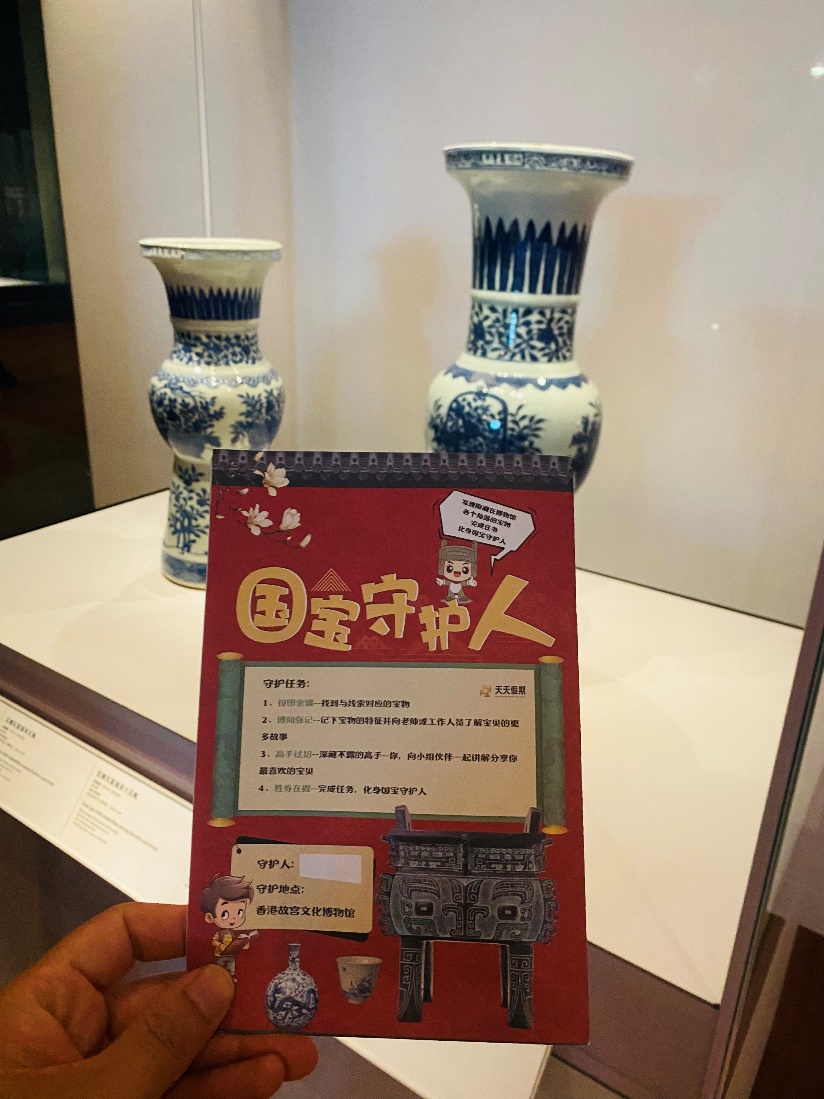 发现隐藏在博物馆
各个角落的宝物
完成任务
化身国宝守护人
国宝守护人
守护任务:
天天假期
1、按图索骥--找到与线索对应的宝物
2、博闻强记--记下宝物的特征并向老师或工作人员了解宝贝的更
多故事
3、高手过招--深藏不露的高手--你，向小组伙伴一起讲解分享你
最喜欢的宝贝
4、胜券在握--完成任务，化身国宝守护人
守护人:
守护地点:
香港故宫文化博物馆